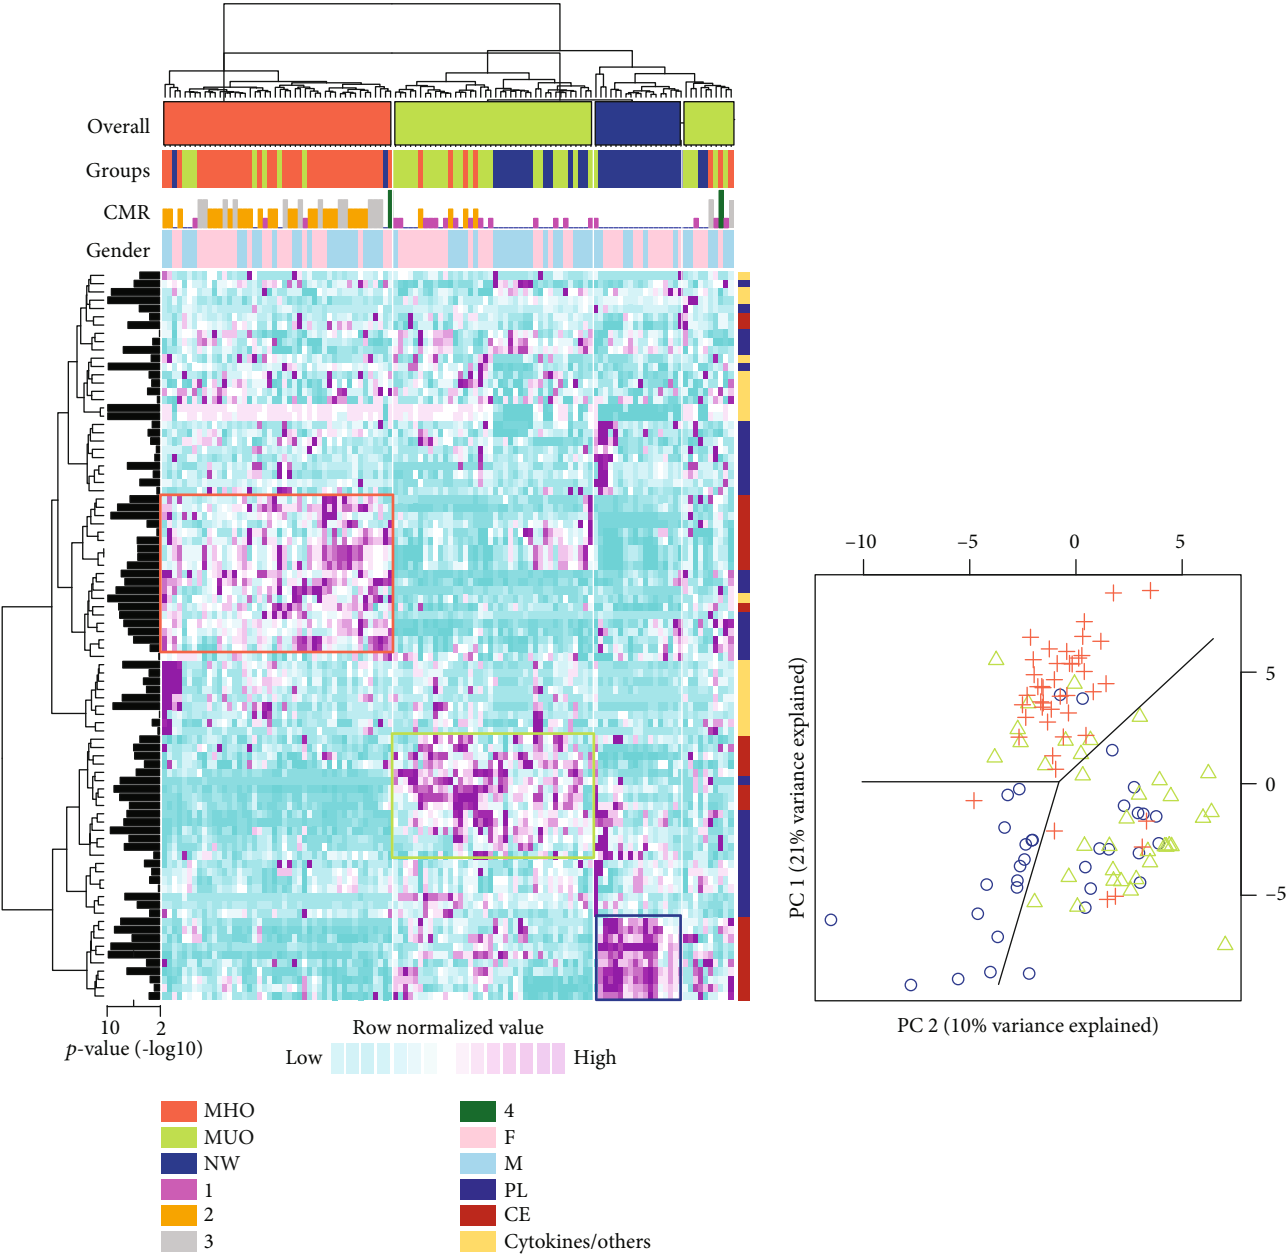 Overall
Groups
CMR
Gender
10 2
p-value (-log10)
Row normalized value
Low High
MHO
MUO
NW
1
2
3
4
F
M
PL
CE
Cytokines/others
−10 −5 0 5
5
0
−5
PC 1 (21% variance explained)
PC 2 (10% variance explained)